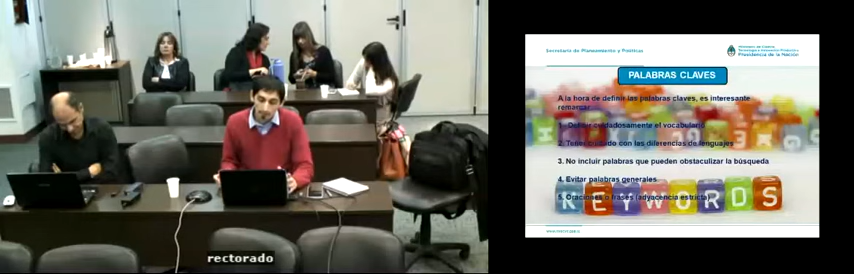 rectorado
Secretaría de Planeamiento y Políticas
Presidencia de la Nación
PALABRAS CLAVES
A la hora de definir las palabras claves, es interesante
remarcar
1. Definir cuidadosamente el vocabulario
2. Tener cuidado con las diferencias de lenguajes
3. No incluir palabras que pueden obstaculizar la búsqueda
4. Evitar palabras generales
5. Oraciones o frases (adyacencia estricta)
KEYWORDS